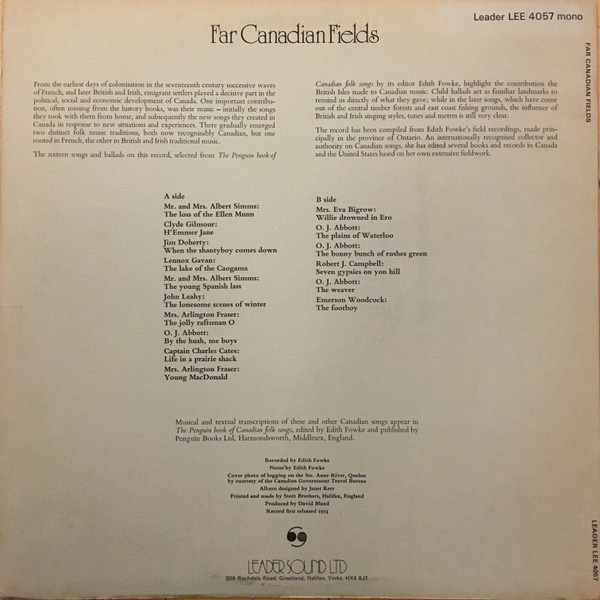 Leader LEE 4057 mono
Far Canadian Fields
FAR CANADIAN FIELDS
From the earliest days of colonisation in the seventeenth century successive waves
of French, and later British and Irish, emigrant settlers played a decisive part in the
political, social and economic development of Canada. One important contribu-
tion, often missing from the history books, was their music – initially the songs
they took with them from home, and subsequently the new songs they created in
Canada in response to new situations and experiences. There gradually emerged
two distinct folk music traditions, both now recognisably Canadian, but one
rooted in French, the other in British and Irish traditional music.
The sixteen songs and ballads on this record, selected from The Penguin book of
Canadian folk songs by its editor Edith Fowke, highlight the contribution the
British Isles made to Canadian music. Child ballads act as familiar landmarks to
remind us directly of what they gave; while in the later songs, which have come
out of the central timber forests and east coast fishing grounds, the influence of
British and Irish singing styles, tunes and metres is still very clear.
The record has been compiled from Edith Fowke's field recordings, made prin-
cipally in the province of Ontario. An internationally recognised collector and
authority on Canadian songs, she has edited several books and records in Canada
and the United States based on her own extensive fieldwork.
A side
Mr. and Mrs. Albert Simms:
The loss of the Ellen Munn
Clyde Gilmour:
H'Emmer Jane
Jim Doherty:
When the shantyboy comes down
Lennox Gavan:
The lake of the Caogama
Mr. and Mrs. Albert Simms:
The young Spanish lass
John Leahy:
The lonesome scenes of winter
Mrs. Arlington Fraser:
The jolly raftsman O
O. J. Abbott:
By the hush, me boys
Captain Charles Cates:
Life in a prairie shack
Mrs. Arlington Fraser:
Young MacDonald
B side
Mrs. Eva Bigrow:
Willie drowned in Ero
O. J. Abbott:
The plains of Waterloo
O. J. Abbott:
The bonny bunch of rushes green
Robert J. Campbell:
Seven gypsies on yon hill
O. J. Abbott:
The weaver
Emerson Woodcock:
The footboy
Musical and textual transcriptions of these and other Canadian songs appear in
The Penguin book of Canadian folk songs, edited by Edith Fowke and published by
Penguin Books Ltd, Harmondsworth, Middlesex, England.
Recorded by Edith Fowke
Notes by Edith Fowke
Cover photo of logging on the Ste. Anne River, Quebec
by courtesy of the Canadian Government Travel Bureau
Album designed by Janet Kerr
Printed and made by Stott Brothers, Halifax, England
Produced by David Bland
Record first released 1974
LEADER SOUND LTD
209 Rochdale Road, Greetland, Halifax, Yorks, HX4 8JE
LEADER LEE 4057